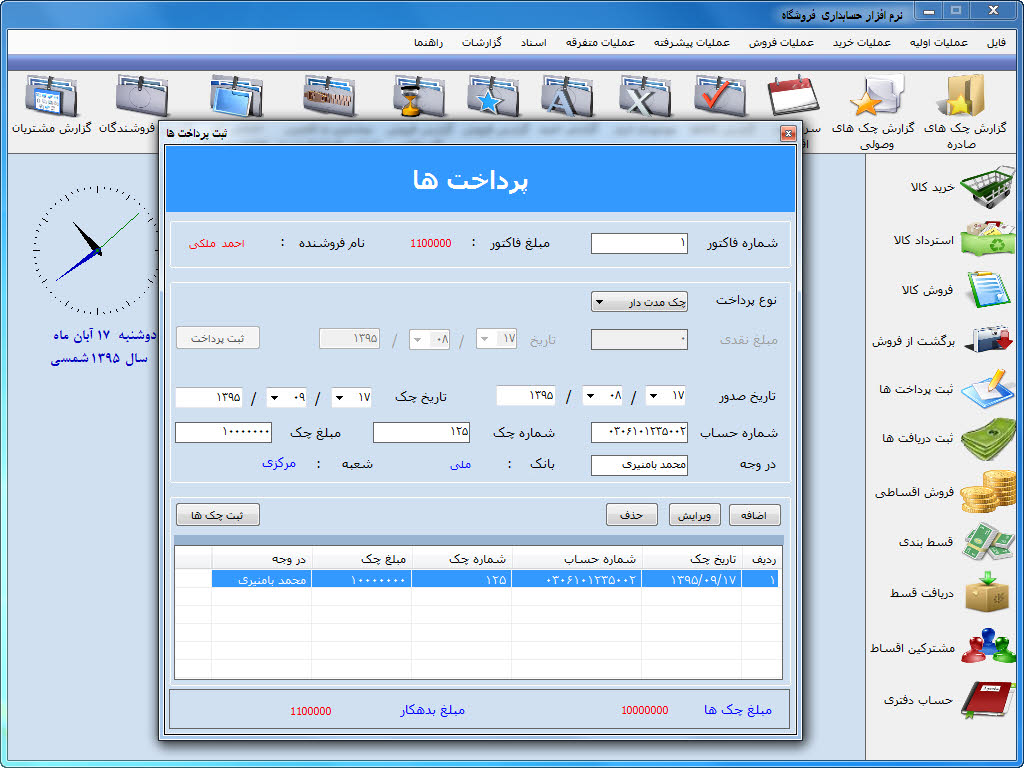 نرم افزار حسابداری فروشگاه
فایل عملیات اولیه عملیات خرید عملیات فروش عملیات پیشرفته عملیات متفرقه اسناد گزارشات راهنما
گزارش چک های صادره
گزارش چک های وصولی
فروشندگان
گزارش مشتریان
ثبت پرداخت ها
پرداخت ها
شماره فاکتور ۱ مبلغ فاکتور : 1100000 نام فروشنده : احمد ملکی
نوع پرداخت چک مدت دار
مبلغ نقدی ۰ تاریخ ۱۷ / ۰۸ / ۱۳۹۵ ثبت پرداخت
تاریخ صدور ۱۷ / ۰۸ / ۱۳۹۵ تاریخ چک ۱۷ / ۰۹ / ۱۳۹۵
شماره حساب ۰۳۰۶۱۰۱۲۳۵۰۰۲ شماره چک ۱۲۵ مبلغ چک ۱۰۰۰۰۰۰۰
در وجه محمد بامنیری بانک : ملی شعبه : مرکزی
اضافه ویرایش حذف ثبت چک ها
ردیف تاریخ چک شماره حساب شماره چک مبلغ چک در وجه
۱ ۱۳۹۵/۰۹/۱۷ ۰۳۰۶۱۰۱۲۳۵۰۰۲ ۱۲۵ ۱۰۰۰۰۰۰۰ محمد بامنیری
مبلغ چک ها 10000000 مبلغ بدهکار 1100000
خرید کالا
استرداد کالا
فروش کالا
برگشت از فروش
ثبت پرداخت ها
ثبت دریافت ها
فروش اقساطی
قسط بندی
دریافت قسط
مشترکین اقساط
حساب دفتری
دوشنبه ۱۷ آبان ماه
سال ۱۳۹۵ شمسی